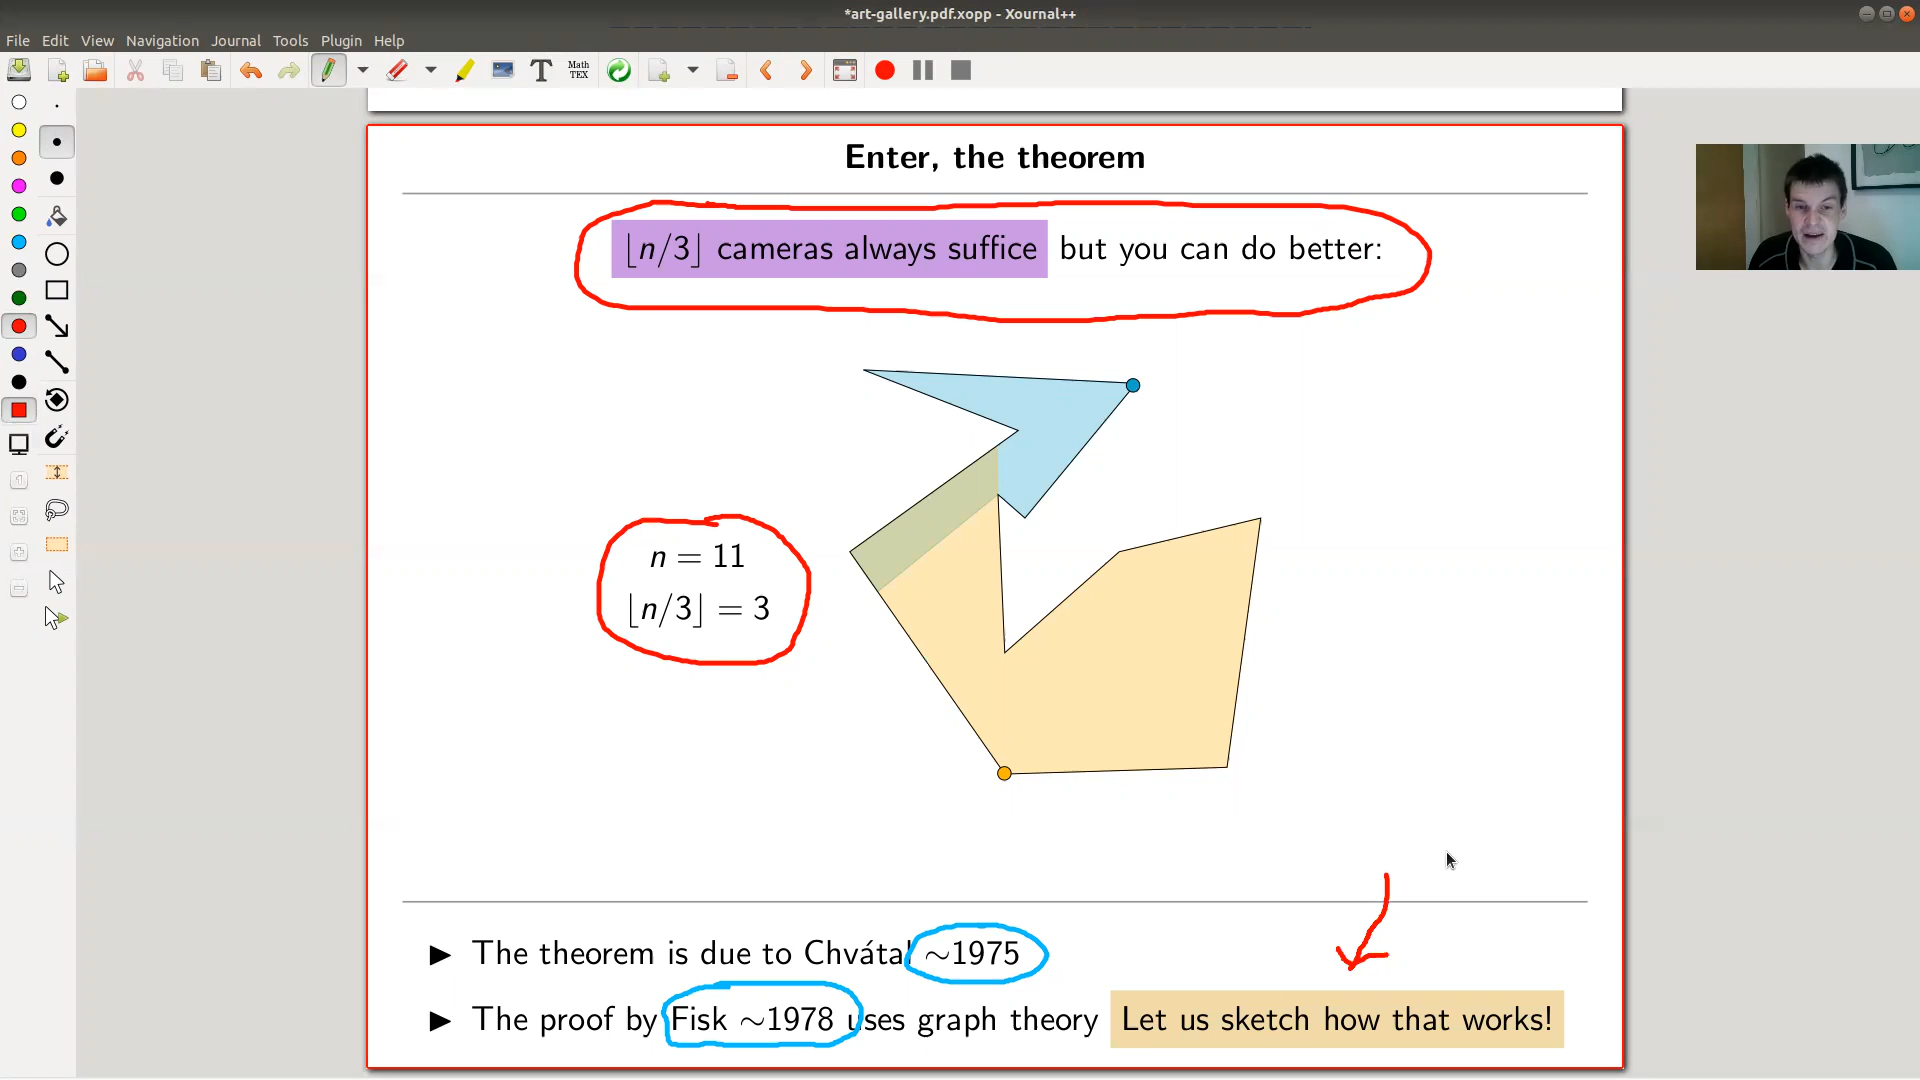 *art-gallery.pdf.xopp - Xournal++
File Edit View Navigation Journal Tools Plugin Help
Math
TEX
Enter, the theorem
⌊n/3⌋ cameras always suffice but you can do better:
n = 11
⌊n/3⌋ = 3
▶ The theorem is due to Chvátal ~1975
▶ The proof by Fisk ~1978 uses graph theory Let us sketch how that works!